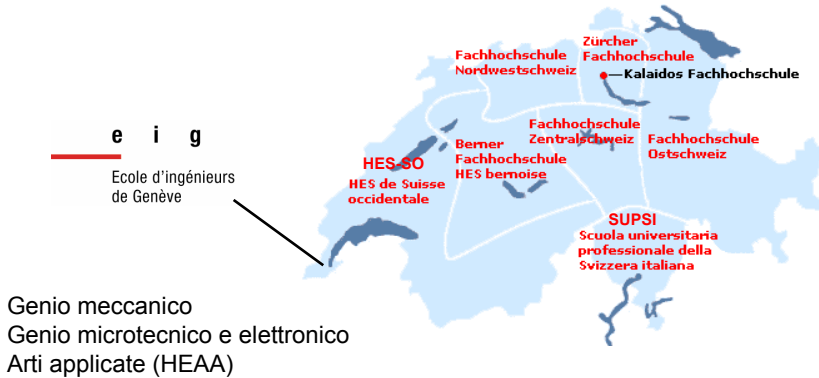 Fachhochschule
Nordwestschweiz
Zürcher
Fachhochschule
Kalaidos Fachhochschule
e i g
Ecole d'ingénieurs
de Genève
HES-SO
HES de Suisse
occidentale
Berner
Fachhochschule
HES bernoise
Fachhochschule
Zentralschweiz
Fachhochschule
Ostschweiz
SUPSI
Scuola universitaria
professionale della
Svizzera italiana
Genio meccanico
Genio microtecnico e elettronico
Arti applicate (HEAA)